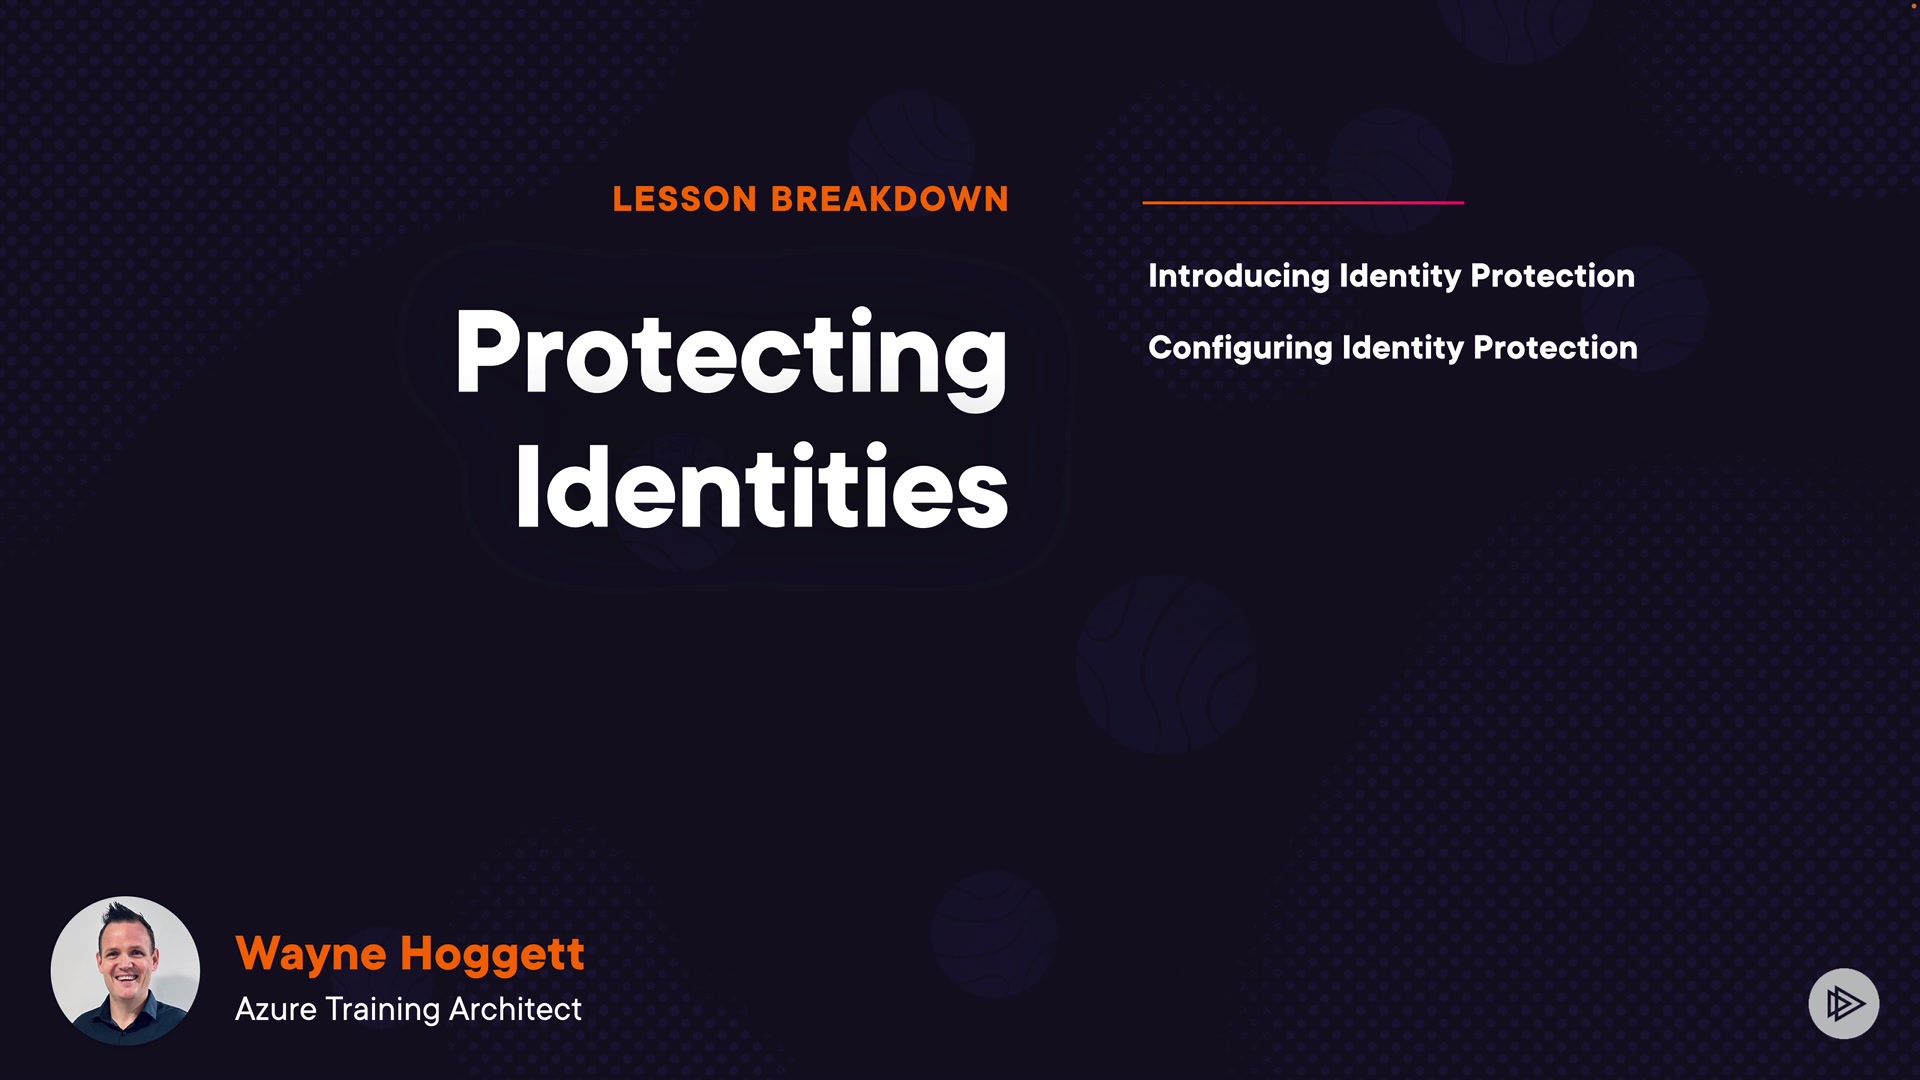 LESSON BREAKDOWN
Protecting
Identities
Introducing Identity Protection
Configuring Identity Protection
Wayne Hoggett
Azure Training Architect